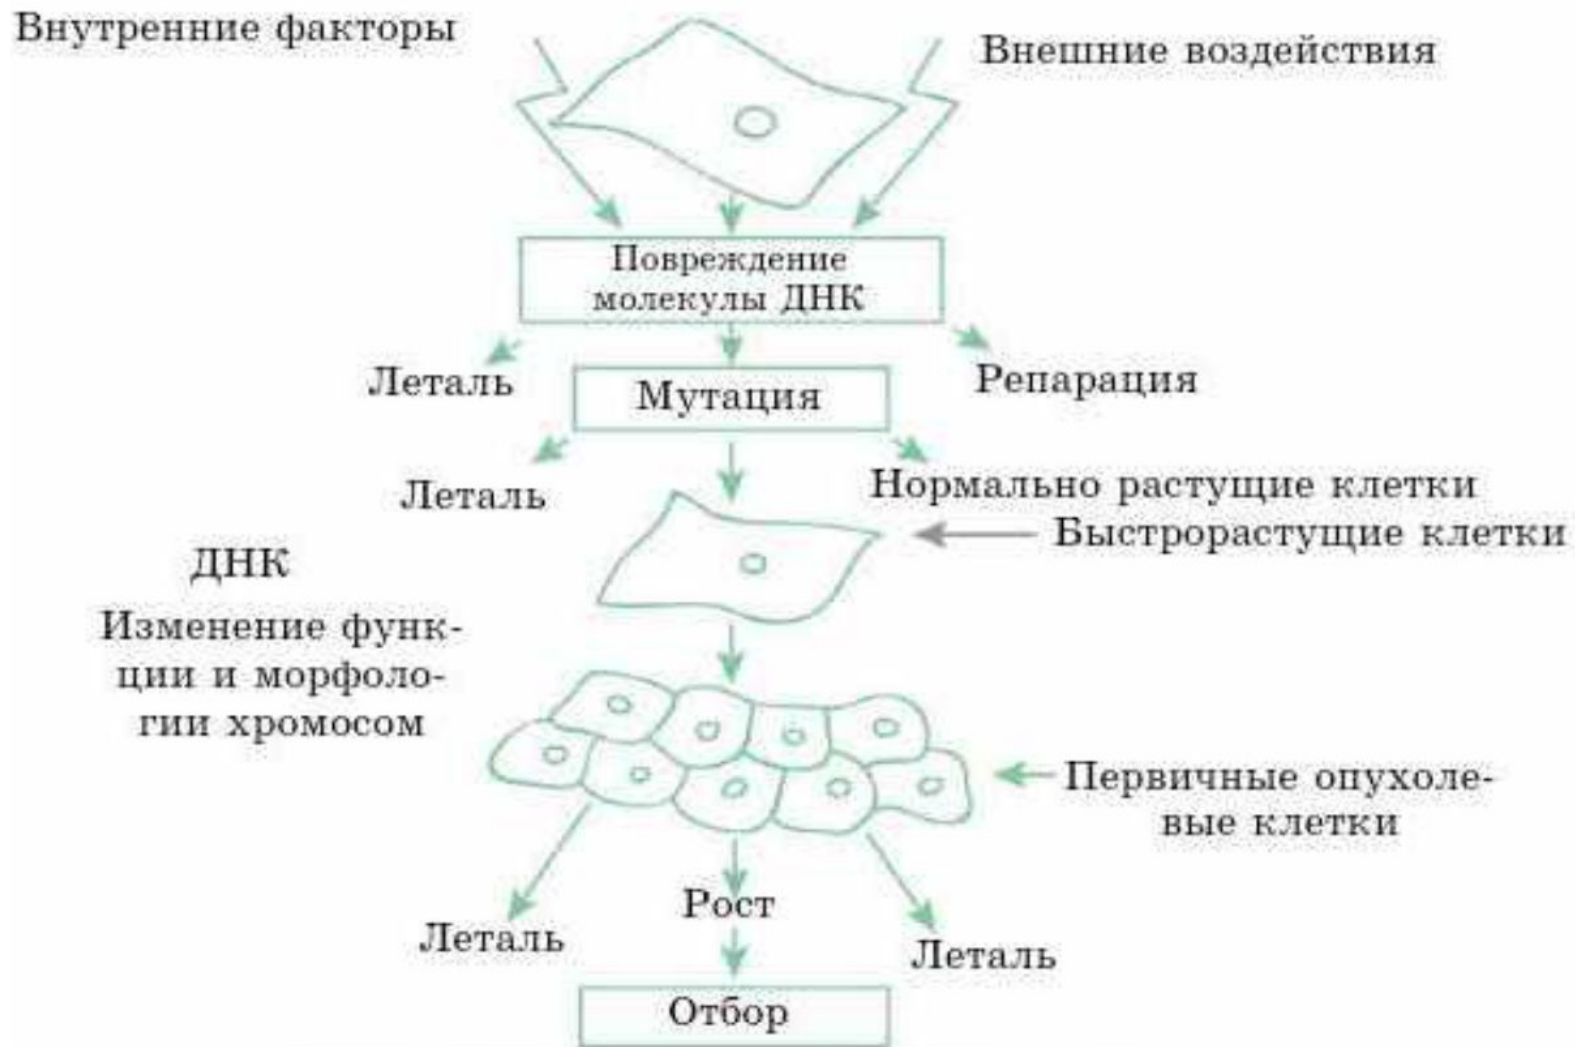 Внутренние факторы
Внешние воздействия
Повреждение
молекулы ДНК
Леталь
Мутация
Репарация
Леталь
Нормально растущие клетки
Быстрорастущие клетки
ДНК
Изменение функ-
ции и морфоло-
гии хромосом
Первичные опухоле-
вые клетки
Рост
Леталь
Леталь
Отбор